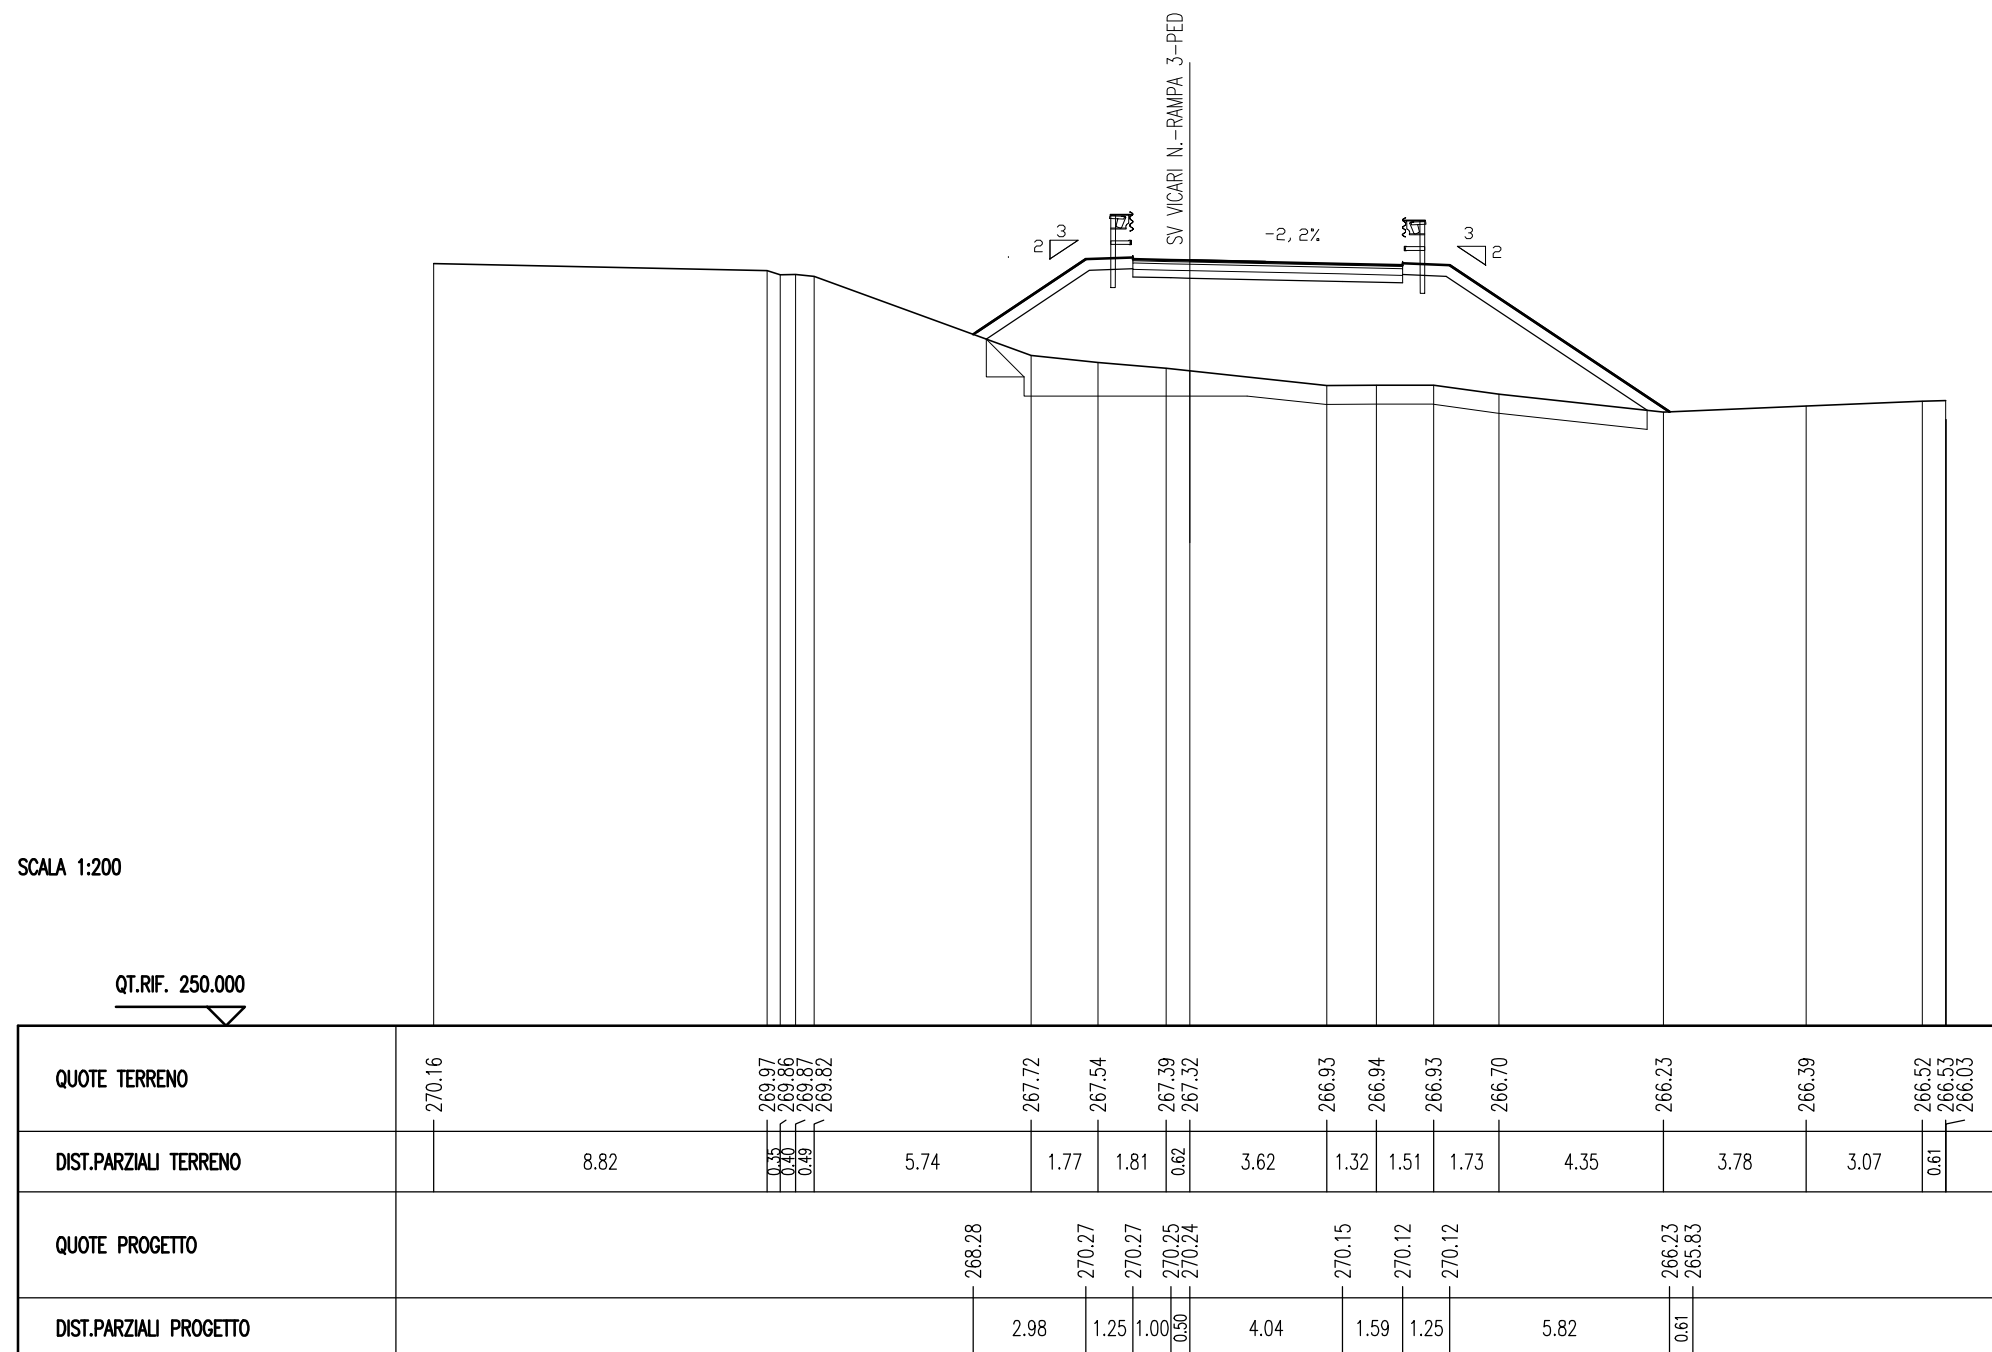 SV VICARI N.-RAMPA 3-PED
3
2
-2,2%
3
2
SCALA 1:200
QT.RIF. 250.000
QUOTE TERRENO 270.16 269.97 269.86 269.87 269.82 267.72 267.54 267.39 267.32 266.93 266.94 266.93 266.70 266.23 266.39 266.52 266.53 266.03
DIST.PARZIALI TERRENO 8.82 0.35 0.40 0.49 5.74 1.77 1.81 0.62 3.62 1.32 1.51 1.73 4.35 3.78 3.07 0.61
QUOTE PROGETTO 268.28 270.27 270.27 270.25 270.24 270.15 270.12 270.12 266.23 265.83
DIST.PARZIALI PROGETTO 2.98 1.25 1.00 0.50 4.04 1.59 1.25 5.82 0.61